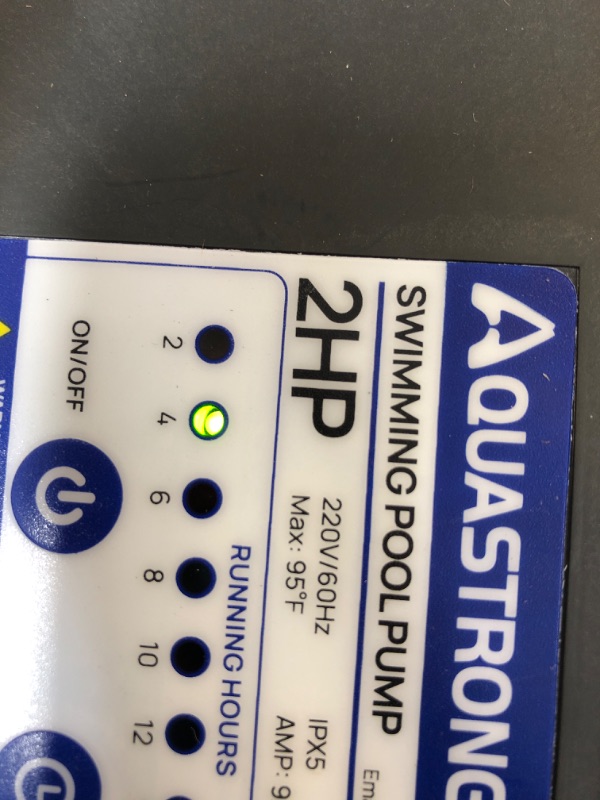 AQUASTRONG
SWIMMING POOL PUMP
2HP
220V/60Hz
IPX5
Max: 95°F
AMP: 9
RUNNING HOURS
2
4
6
8
10
12
ON/OFF